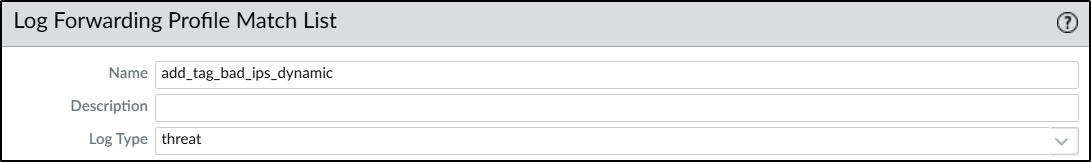 Log Forwarding Profile Match List
?
Name add_tag_bad_ips_dynamic
Description
Log Type threat